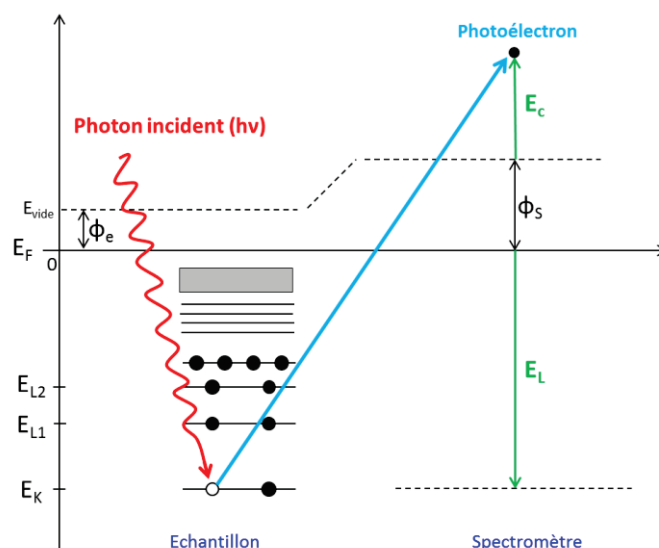 Photoélectron
Photon incident (hν)
E_c
E_vide
ϕ_e
ϕ_S
E_F
0
E_L2
E_L
E_L1
E_K
Echantillon
Spectromètre